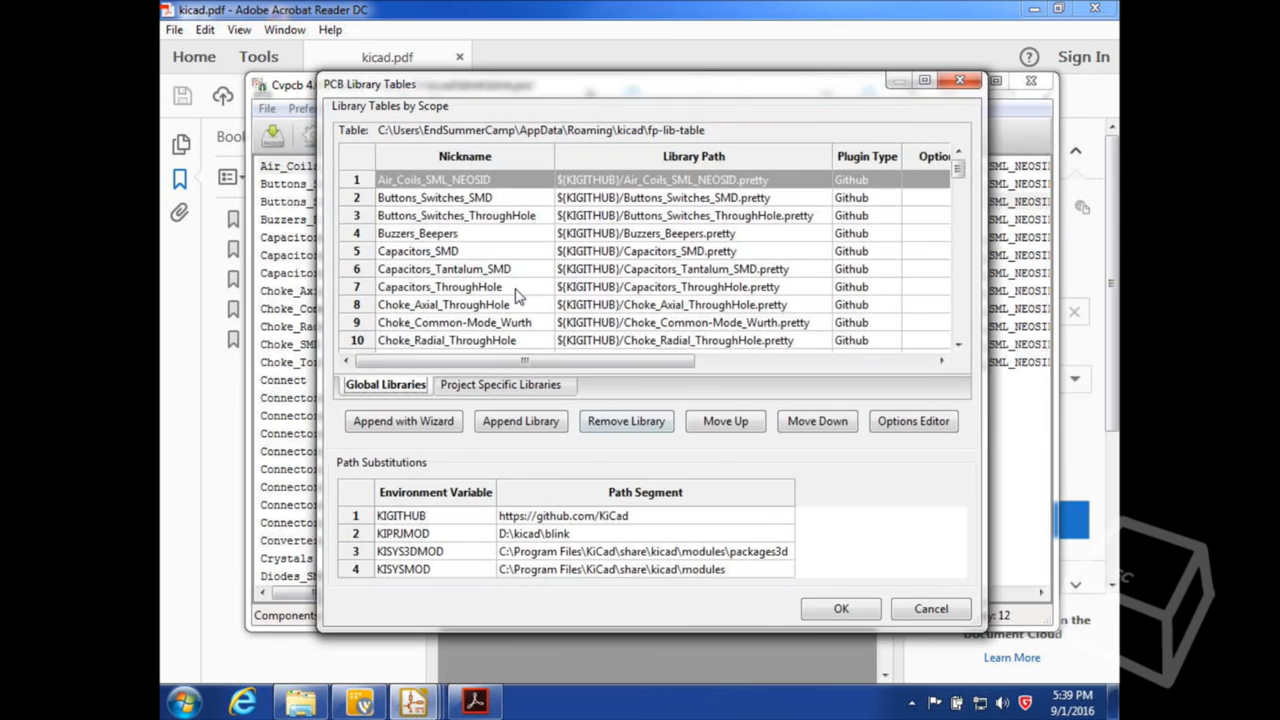 kicad.pdf - Adobe Acrobat Reader DC
File Edit View Window Help
Home Tools kicad.pdf × Sign In
Cvpcb 4.
File
PCB Library Tables
Library Tables by Scope
Table: C:\Users\EndSummerCamp\AppData\Roaming\kicad\fp-lib-table
Nickname Library Path Plugin Type
1 Air_Coils_SML_NEOSID ${KIGITHUB}/Air_Coils_SML_NEOSID.pretty Github
2 Buttons_Switches_SMD ${KIGITHUB}/Buttons_Switches_SMD.pretty Github
3 Buttons_Switches_ThroughHole ${KIGITHUB}/Buttons_Switches_ThroughHole.pretty Github
4 Buzzers_Beepers ${KIGITHUB}/Buzzers_Beepers.pretty Github
5 Capacitors_SMD ${KIGITHUB}/Capacitors_SMD.pretty Github
6 Capacitors_Tantalum_SMD ${KIGITHUB}/Capacitors_Tantalum_SMD.pretty Github
7 Capacitors_ThroughHole ${KIGITHUB}/Capacitors_ThroughHole.pretty Github
8 Choke_Axial_ThroughHole ${KIGITHUB}/Choke_Axial_ThroughHole.pretty Github
9 Choke_Common-Mode_Wurth ${KIGITHUB}/Choke_Common-Mode_Wurth.pretty Github
10 Choke_Radial_ThroughHole ${KIGITHUB}/Choke_Radial_ThroughHole.pretty Github
Global Libraries Project Specific Libraries
Append with Wizard Append Library Remove Library Move Up Move Down Options Editor
Path Substitutions
Environment Variable Path Segment
1 KIGITHUB https://github.com/KiCad
2 KIPRJMOD D:\kicad\blink
3 KISYS3DMOD C:\Program Files\KiCad\share\kicad\modules\packages3d
4 KISYSMOD C:\Program Files\KiCad\share\kicad\modules
OK Cancel
Connect
Diodes_S
Crystals
: 12
Document Cloud
Learn More
5:39 PM
9/1/2016